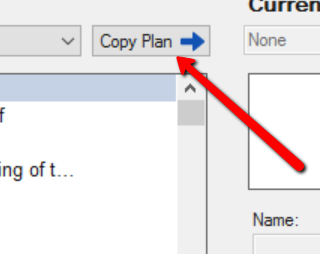 Curren
Copy Plan
None
f
ing of t...
Name: